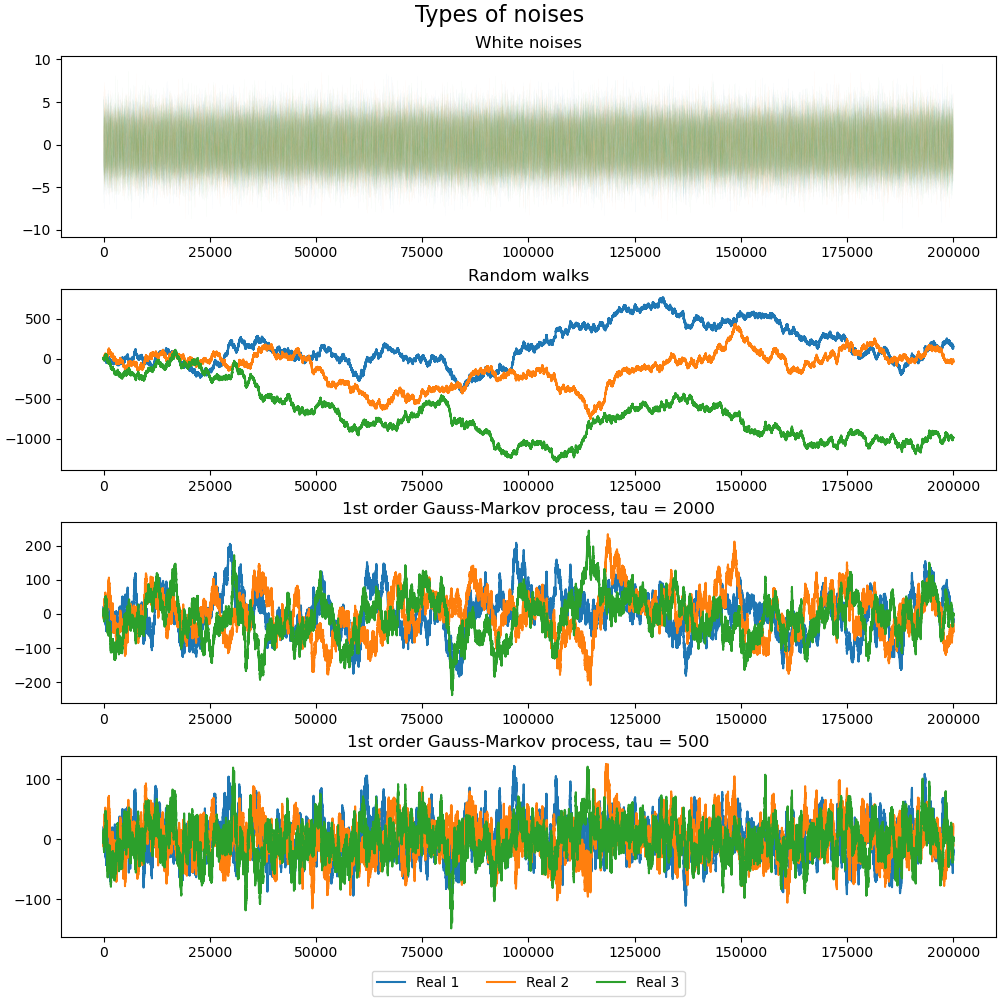 Types of noises
White noises
10
5
0
−5
−10
0 25000 50000 75000 100000 125000 150000 175000 200000
Random walks
500
0
−500
−1000
0 25000 50000 75000 100000 125000 150000 175000 200000
1st order Gauss-Markov process, tau = 2000
200
100
0
−100
−200
0 25000 50000 75000 100000 125000 150000 175000 200000
1st order Gauss-Markov process, tau = 500
100
0
−100
0 25000 50000 75000 100000 125000 150000 175000 200000
Real 1 Real 2 Real 3